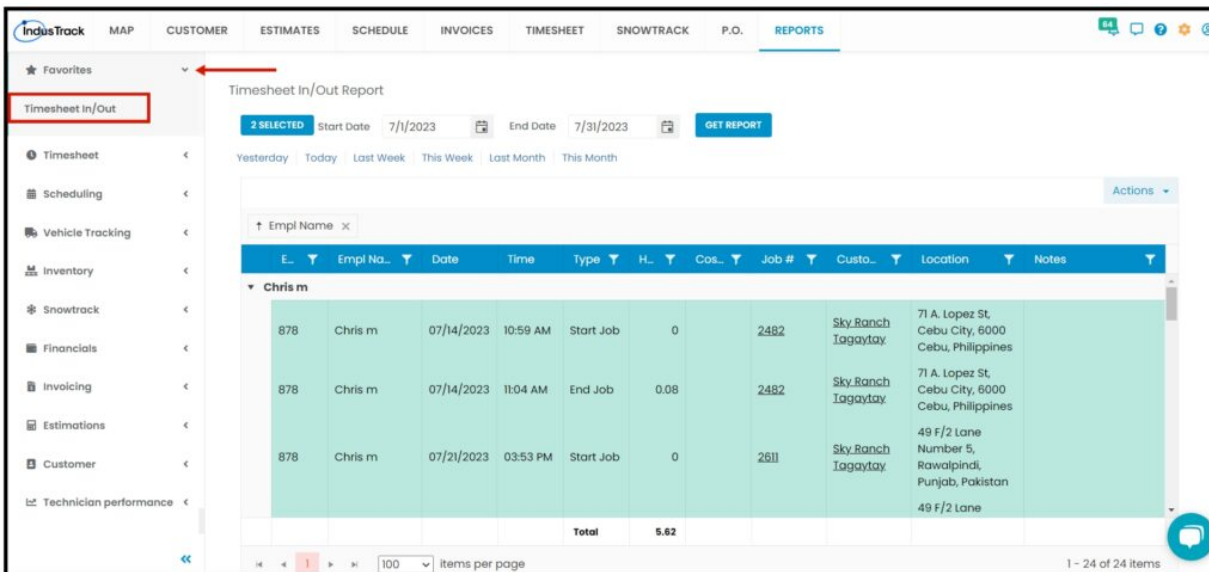 IndusTrack MAP CUSTOMER ESTIMATES SCHEDULE INVOICES TIMESHEET SNOWTRACK P.O. REPORTS 64
Favorites
Timesheet In/Out
Timesheet
Scheduling
Vehicle Tracking
Inventory
Snowtrack
Financials
Invoicing
Estimations
Customer
Technician performance
Timesheet In/Out Report
2 SELECTED Start Date 7/1/2023 End Date 7/31/2023 GET REPORT
Yesterday Today Last Week This Week Last Month This Month
Actions
Empl Name
E... Empl Na... Date Time Type H... Cos... Job # Custo... Location Notes
Chris m
878 Chris m 07/14/2023 10:59 AM Start Job 0 2482 Sky Ranch Tagaytay 71 A. Lopez St,
Cebu City, 6000
Cebu, Philippines
878 Chris m 07/14/2023 11:04 AM End Job 0.08 2482 Sky Ranch Tagaytay 71 A. Lopez St,
Cebu City, 6000
Cebu, Philippines
878 Chris m 07/21/2023 03:53 PM Start Job 0 2611 Sky Ranch Tagaytay 49 F/2 Lane
Number 5,
Rawalpindi,
Punjab, Pakistan
49 F/2 Lane
Total 5.62
1 100 items per page 1 - 24 of 24 items